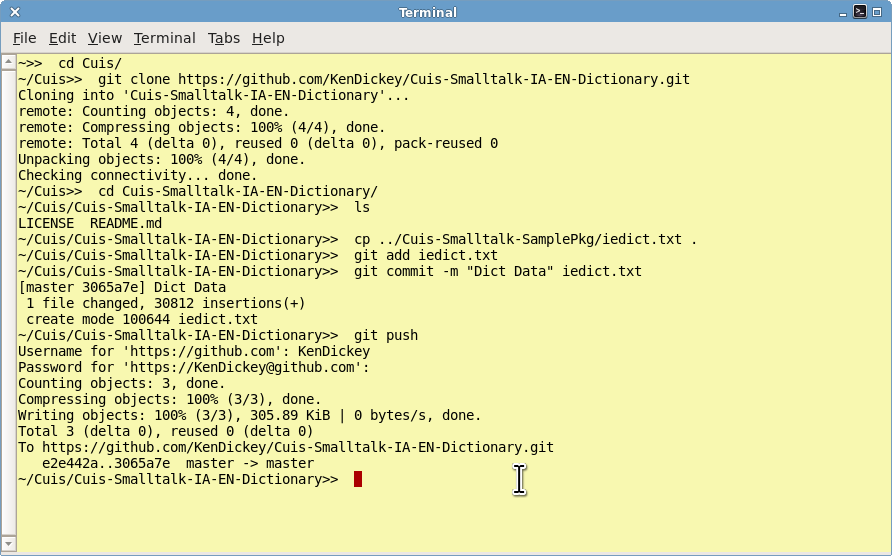 Terminal
File Edit View Terminal Tabs Help
~>>  cd Cuis/
~/Cuis>>  git clone https://github.com/KenDickey/Cuis-Smalltalk-IA-EN-Dictionary.git
Cloning into 'Cuis-Smalltalk-IA-EN-Dictionary'...
remote: Counting objects: 4, done.
remote: Compressing objects: 100% (4/4), done.
remote: Total 4 (delta 0), reused 0 (delta 0), pack-reused 0
Unpacking objects: 100% (4/4), done.
Checking connectivity... done.
~/Cuis>>  cd Cuis-Smalltalk-IA-EN-Dictionary/
~/Cuis/Cuis-Smalltalk-IA-EN-Dictionary>>  ls
LICENSE  README.md
~/Cuis/Cuis-Smalltalk-IA-EN-Dictionary>>  cp ../Cuis-Smalltalk-SamplePkg/iedict.txt .
~/Cuis/Cuis-Smalltalk-IA-EN-Dictionary>>  git add iedict.txt
~/Cuis/Cuis-Smalltalk-IA-EN-Dictionary>>  git commit -m "Dict Data" iedict.txt
[master 3065a7e] Dict Data
 1 file changed, 30812 insertions(+)
 create mode 100644 iedict.txt
~/Cuis/Cuis-Smalltalk-IA-EN-Dictionary>>  git push
Username for 'https://github.com': KenDickey
Password for 'https://KenDickey@github.com':
Counting objects: 3, done.
Compressing objects: 100% (3/3), done.
Writing objects: 100% (3/3), 305.89 KiB | 0 bytes/s, done.
Total 3 (delta 0), reused 0 (delta 0)
To https://github.com/KenDickey/Cuis-Smalltalk-IA-EN-Dictionary.git
   e2e442a..3065a7e  master -> master
~/Cuis/Cuis-Smalltalk-IA-EN-Dictionary>>